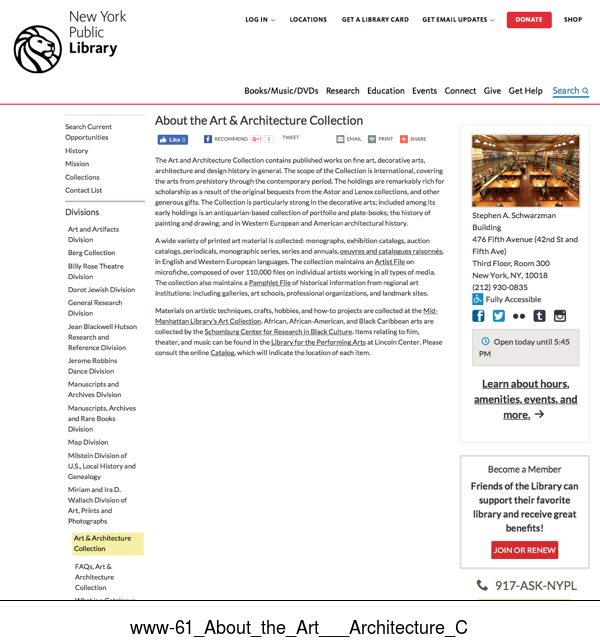 New York
Public
Library
LOG IN
LOCATIONS
GET A LIBRARY CARD
GET EMAIL UPDATES
DONATE
SHOP
Books/Music/DVDs Research Education Events Connect Give Get Help Search
Search Current
Opportunities
History
Mission
Collections
Contact List
Divisions
Art and Artifacts
Division
Berg Collection
Billy Rose Theatre
Division
Dorot Jewish Division
General Research
Division
Jean Blackwell Hutson
Research and
Reference Division
Jerome Robbins
Dance Division
Manuscripts and
Archives Division
Manuscripts, Archives
and Rare Books
Division
Map Division
Milstein Division of
U.S., Local History and
Genealogy
Miriam and Ira D.
Wallach Division of
Art, Prints and
Photographs
Art & Architecture
Collection
FAQs, Art &
Architecture
Collection
About the Art & Architecture Collection
Like 0
RECOMMEND
G+1 0
TWEET
EMAIL
PRINT
SHARE
The Art and Architecture Collection contains published works on fine art, decorative arts,
architecture and design history in general. The scope of the Collection is international, covering
the arts from prehistory through the contemporary period. The holdings are remarkably rich for
scholarship as a result of the original bequests from the Astor and Lenox collections, and other
generous gifts. The Collection is particularly strong in the decorative arts; included among its
early holdings is an antiquarian-based collection of portfolio and plate-books; the history of
painting and drawing; and in Western European and American architectural history.
A wide variety of printed art material is collected: monographs, exhibition catalogs, auction
catalogs, periodicals, monographic series, series and annuals, oeuvres and catalogues raisonnés,
in English and Western European languages. The collection maintains an Artist File on
microfiche, composed of over 110,000 files on individual artists working in all types of media.
The collection also maintains a Pamphlet File of historical information from regional art
institutions: including galleries, art schools, professional organizations, and landmark sites.
Materials on artistic techniques, crafts, hobbies, and how-to projects are collected at the Mid-
Manhattan Library's Art Collection. African, African-American, and Black Caribbean arts are
collected by the Schomburg Center for Research in Black Culture. Items relating to film,
theater, and music can be found in the Library for the Performing Arts at Lincoln Center. Please
consult the online Catalog, which will indicate the location of each item.
Stephen A. Schwarzman
Building
476 Fifth Avenue (42nd St and
Fifth Ave)
Third Floor, Room 300
New York, NY, 10018
(212) 930-0835
Fully Accessible
Open today until 5:45
PM
Learn about hours,
amenities, events, and
more.
Become a Member
Friends of the Library can
support their favorite
library and receive great
benefits!
JOIN OR RENEW
917-ASK-NYPL
www-61_About_the_Art___Architecture_C